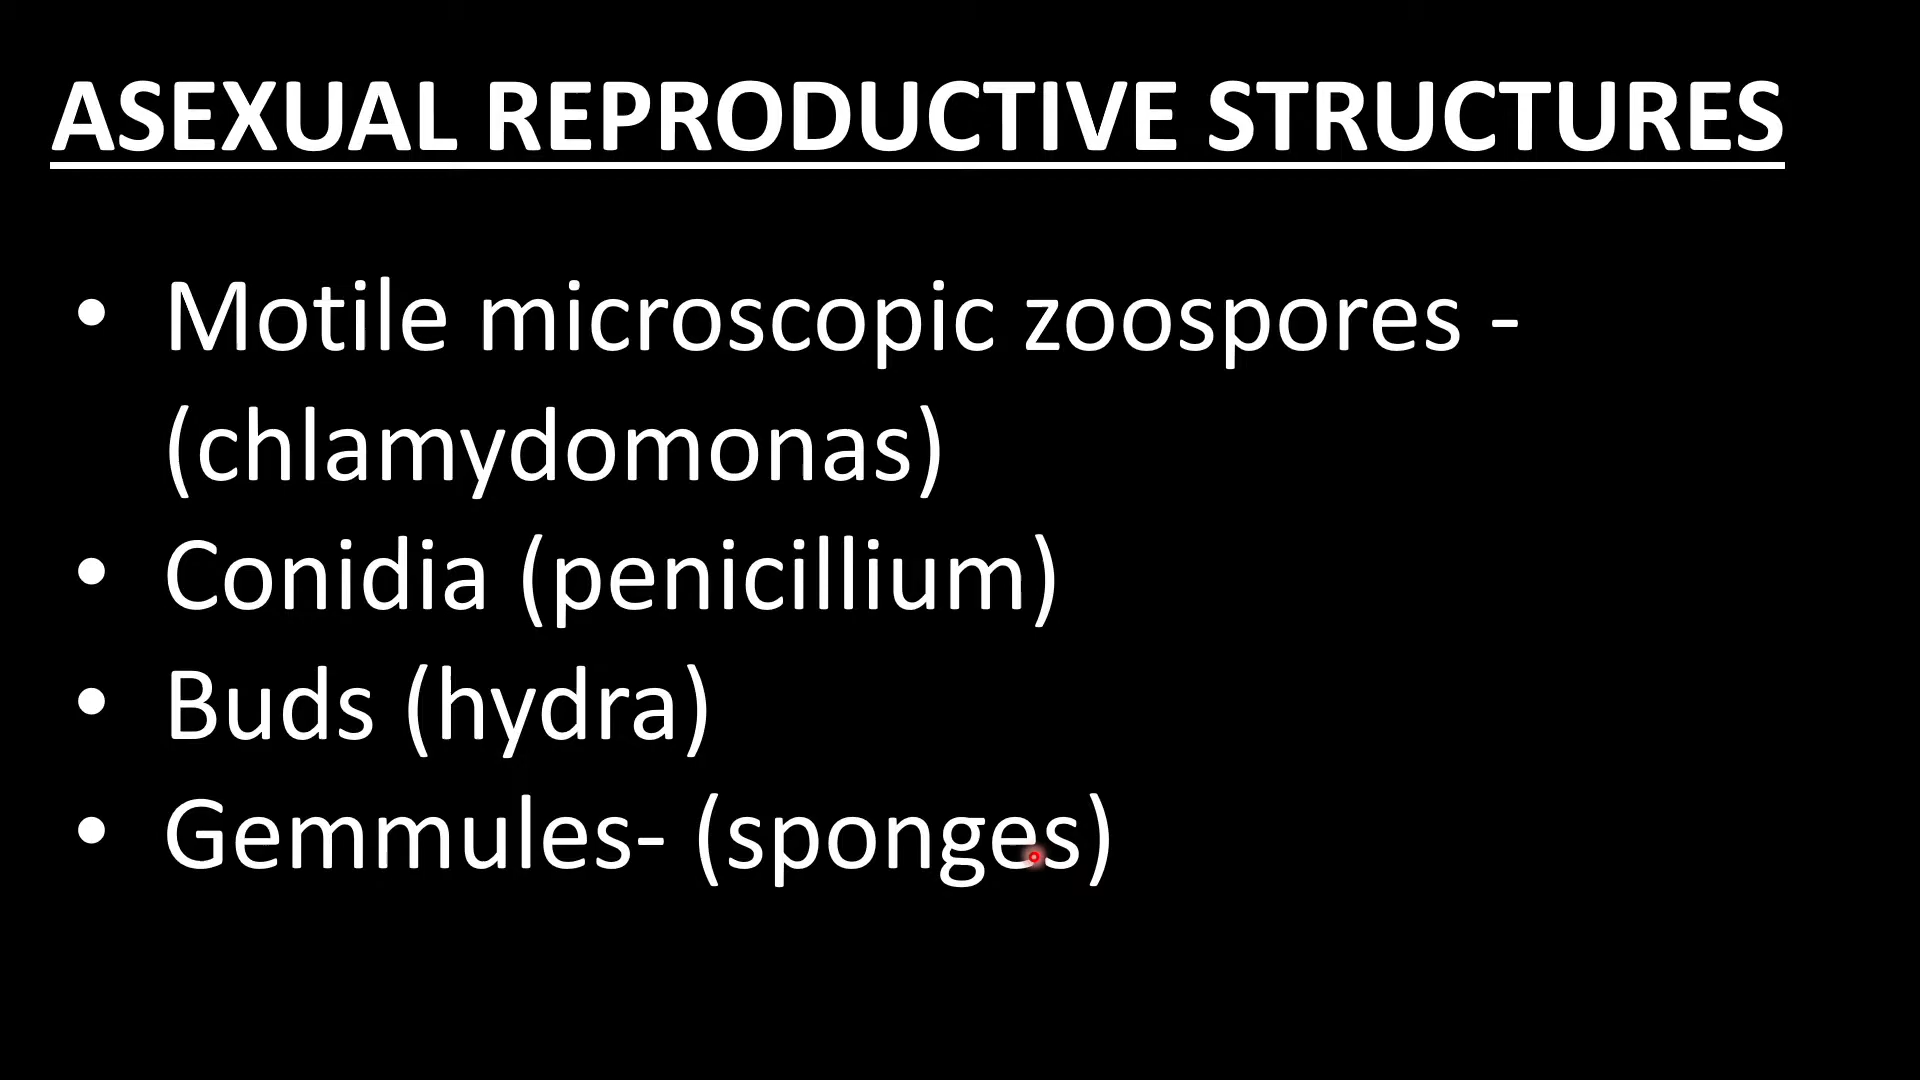 ASEXUAL REPRODUCTIVE STRUCTURES
• Motile microscopic zoospores -
(chlamydomonas)
• Conidia (penicillium)
• Buds (hydra)
• Gemmules- (sponges)